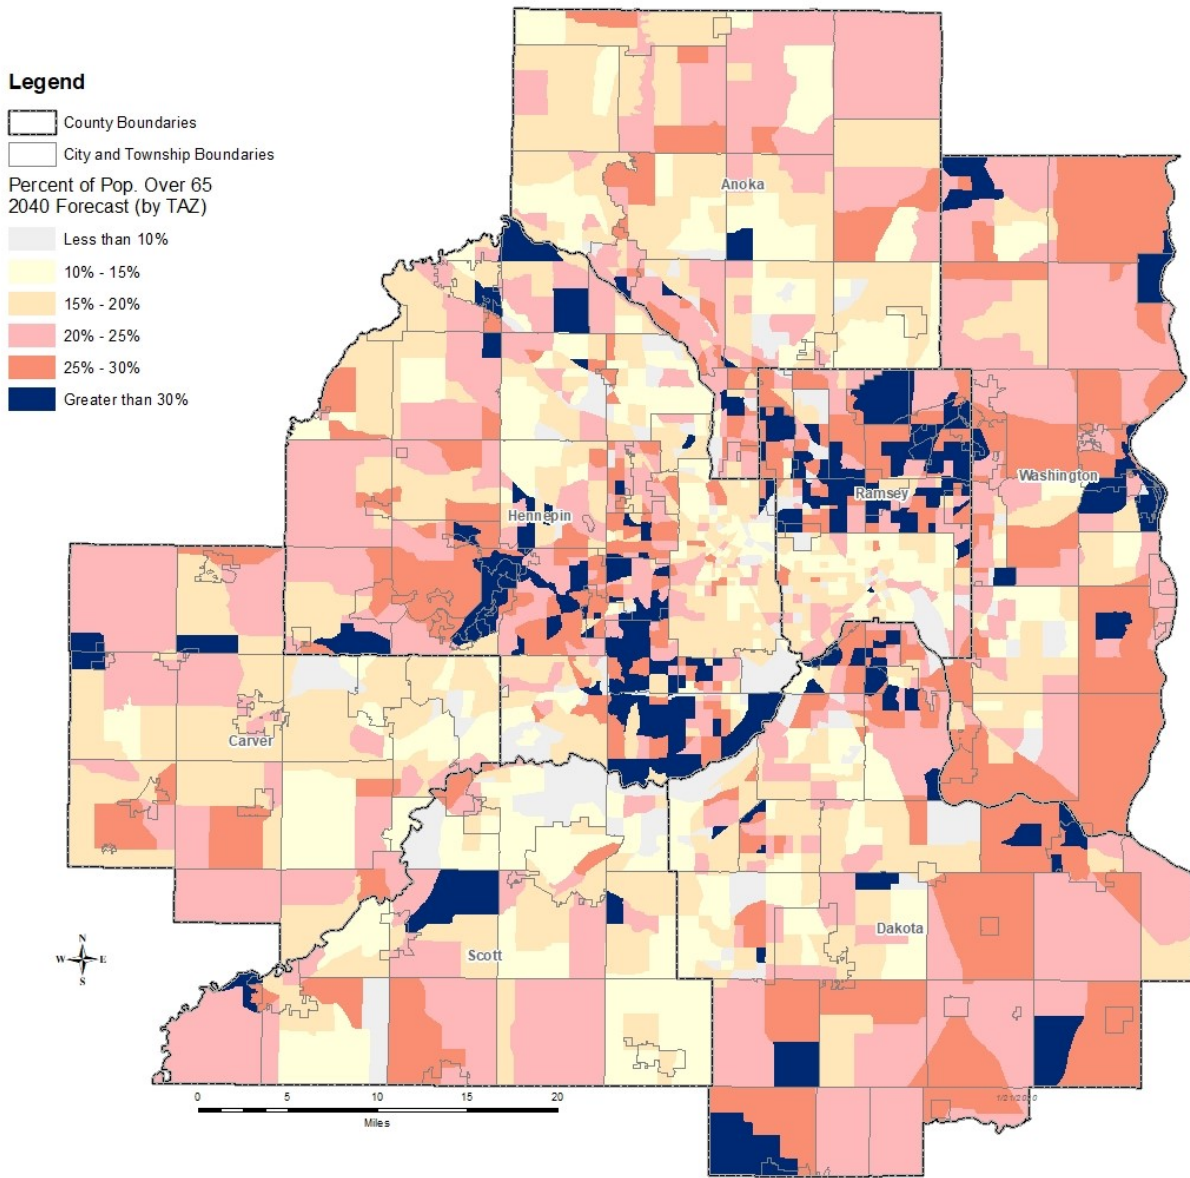 Legend
County Boundaries
City and Township Boundaries
Percent of Pop. Over 65
2040 Forecast (by TAZ)
Less than 10%
10% - 15%
15% - 20%
20% - 25%
25% - 30%
Greater than 30%
Anoka
Washington
Ramsey
Hennepin
Carver
Dakota
Scott
N
W E
S
0 5 10 15 20
Miles